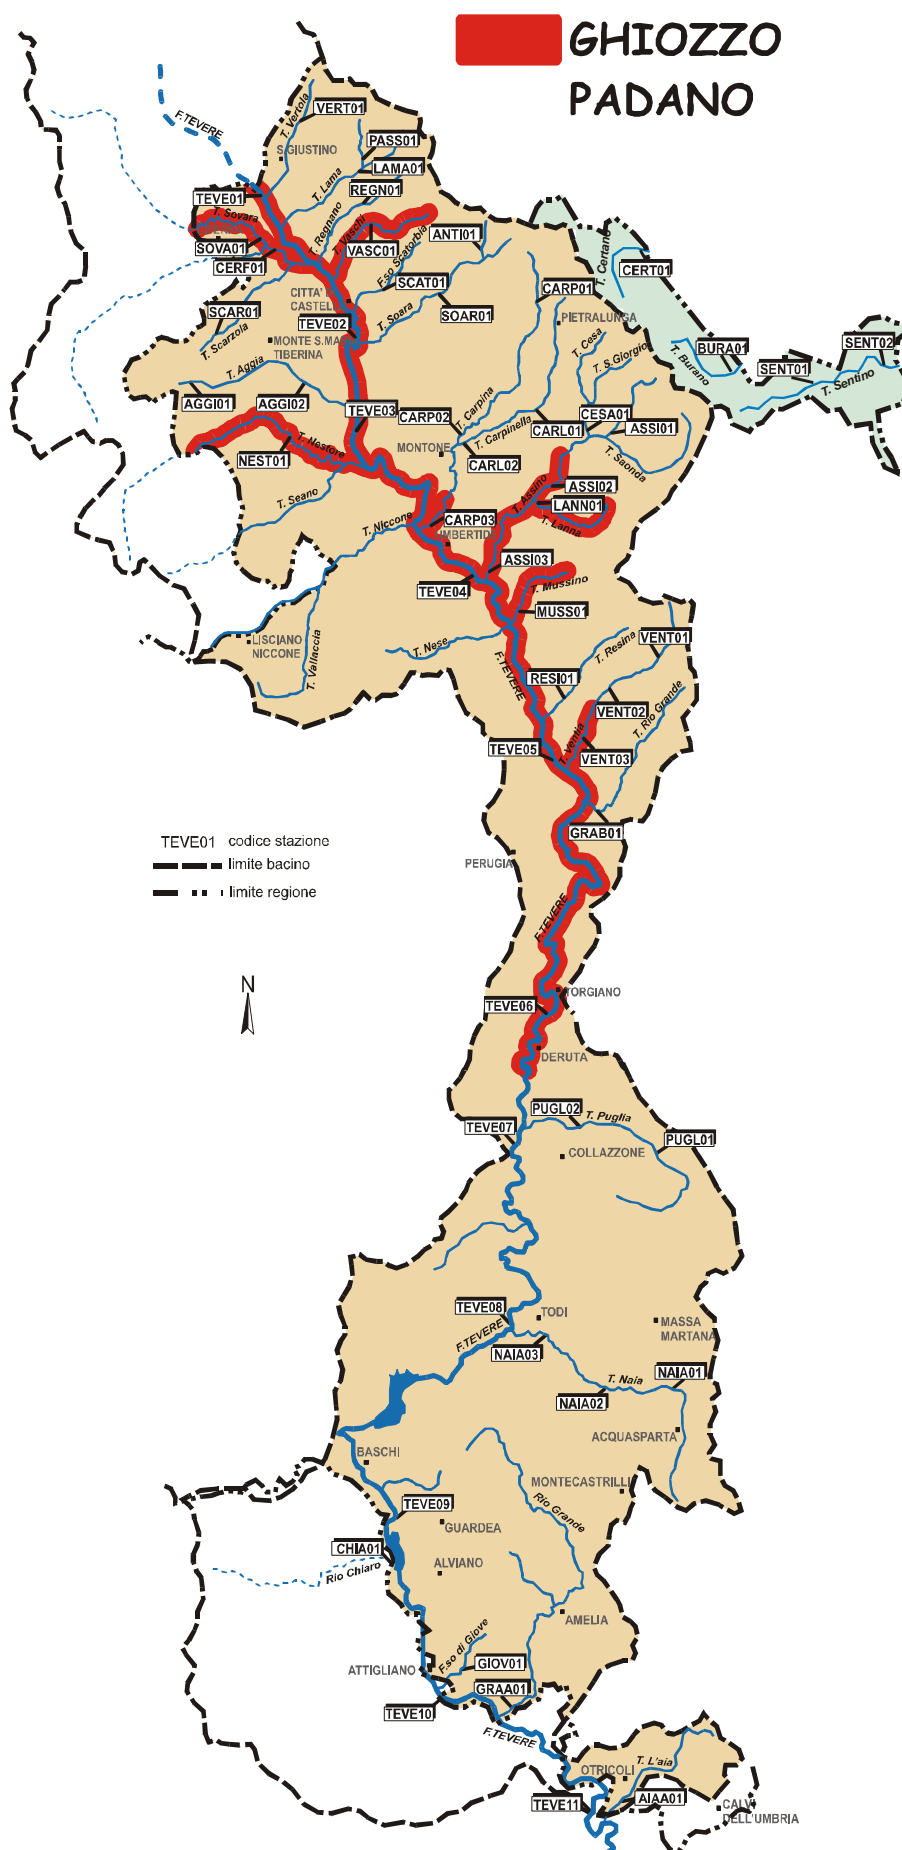 GHIOZZO
PADANO
F.TEVERE
T. Vertola
VERT01
S.GIUSTINO
PASS01
LAMA01
T. Lama
REGN01
TEVE01
T. Sovara
T. Regnano
T. Vaschi
VASC01
ANTI01
SOVA01
CERF01
F.so Scatorbia
SCAT01
CARP01
T. Certano
CERT01
CITTA' DI
CASTELLO
SCAR01
T. Scarzola
TEVE02
T. Soara
SOAR01
PIETRALUNGA
MONTE S.MARIA
TIBERINA
T. Cesa
T. S.Giorgio
T. Burano
BURA01
SENT01
SENT02
T. Sentino
T. Aggia
AGGI01
AGGI02
TEVE03
CARP02
T. Carpina
T. Carpinella
CARL01
CESA01
ASSI01
T. Saonda
NEST01
T. Nestore
MONTONE
CARL02
ASSI02
T. Assino
LANN01
T. Lanna
T. Seano
T. Niccone
CARP03
UMBERTIDE
ASSI03
TEVE04
T. Mussino
MUSS01
LISCIANO
NICCONE
T. Vallaccia
T. Nese
F.TEVERE
T. Resina
VENT01
RESI01
VENT02
T. Rio Grande
TEVE05
T. Ventia
VENT03
GRAB01
TEVE01 codice stazione
limite bacino
limite regione
PERUGIA
F.TEVERE
N
TORGIANO
TEVE06
DERUTA
TEVE07
PUGL02
T. Puglia
PUGL01
COLLAZZONE
TEVE08
TODI
F.TEVERE
NAIA03
MASSA
MARTANA
T. Naia
NAIA01
NAIA02
ACQUASPARTA
BASCHI
MONTECASTRILLI
TEVE09
GUARDEA
Rio Grande
CHIA01
Rio Chiaro
ALVIANO
AMELIA
F.so di Giove
ATTIGLIANO
GIOV01
GRAA01
TEVE10
F.TEVERE
OTRICOLI
T. L'aia
TEVE11
AIAA01
CALVI
DELL'UMBRIA